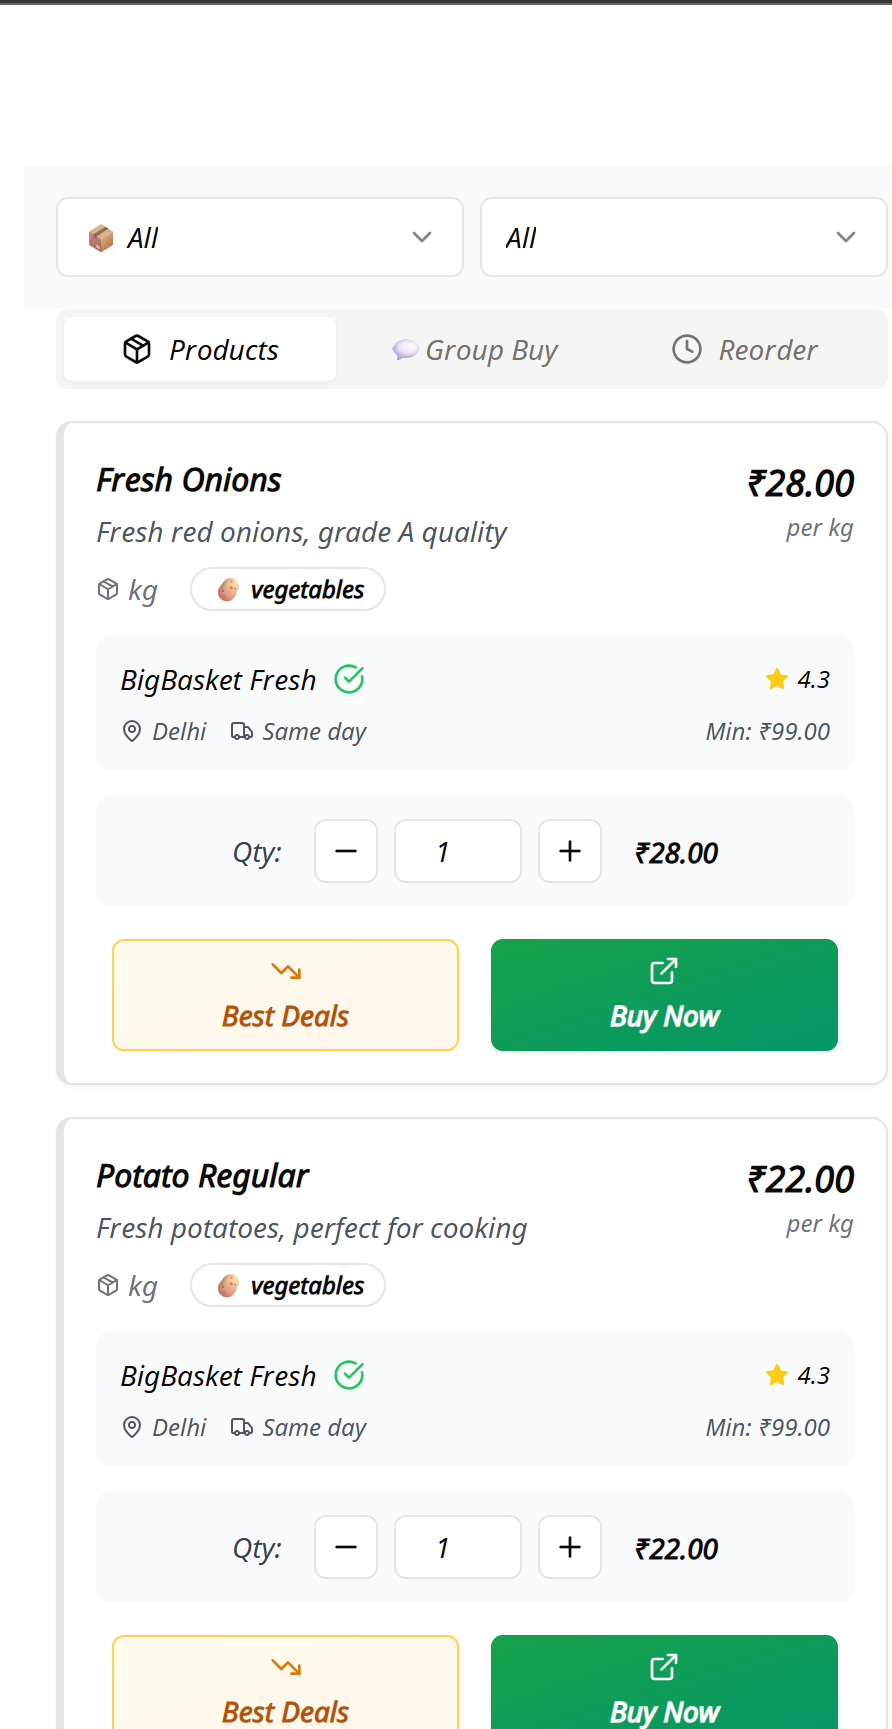 All All
Products Group Buy Reorder
Fresh Onions ₹28.00
Fresh red onions, grade A quality per kg
kg vegetables
BigBasket Fresh 4.3
Delhi Same day Min: ₹99.00
Qty: 1 ₹28.00
Best Deals Buy Now
Potato Regular ₹22.00
Fresh potatoes, perfect for cooking per kg
kg vegetables
BigBasket Fresh 4.3
Delhi Same day Min: ₹99.00
Qty: 1 ₹22.00
Best Deals Buy Now